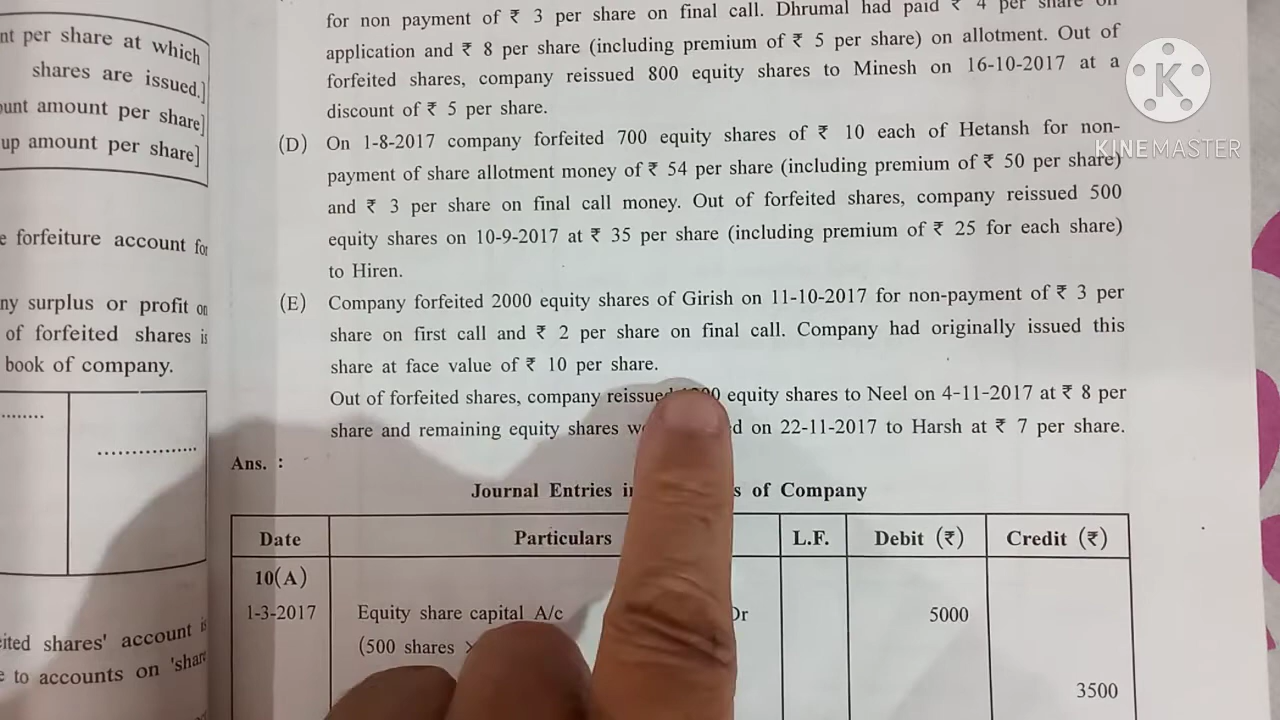 nt per share at which
shares are issued.]
ount amount per share]
up amount per share]
e forfeiture account for
ny surplus or profit on
of forfeited shares is
book of company.
eited shares' account is
e to accounts on 'share
for non payment of ₹ 3 per share on final call. Dhrumal had paid ₹ 4 per share on
application and ₹ 8 per share (including premium of ₹ 5 per share) on allotment. Out of
forfeited shares, company reissued 800 equity shares to Minesh on 16-10-2017 at a
discount of ₹ 5 per share.
(D) On 1-8-2017 company forfeited 700 equity shares of ₹ 10 each of Hetansh for non-
payment of share allotment money of ₹ 54 per share (including premium of ₹ 50 per share)
and ₹ 3 per share on final call money. Out of forfeited shares, company reissued 500
equity shares on 10-9-2017 at ₹ 35 per share (including premium of ₹ 25 for each share)
to Hiren.
(E) Company forfeited 2000 equity shares of Girish on 11-10-2017 for non-payment of ₹ 3 per
share on first call and ₹ 2 per share on final call. Company had originally issued this
share at face value of ₹ 10 per share.
Out of forfeited shares, company reissued equity shares to Neel on 4-11-2017 at ₹ 8 per
share and remaining equity shares on 22-11-2017 to Harsh at ₹ 7 per share.
Ans. :
Journal Entries of Company
Date Particulars L.F. Debit (₹) Credit (₹)
10(A)
1-3-2017 Equity share capital A/c Dr 5000
(500 shares
3500
K
KINEMASTER